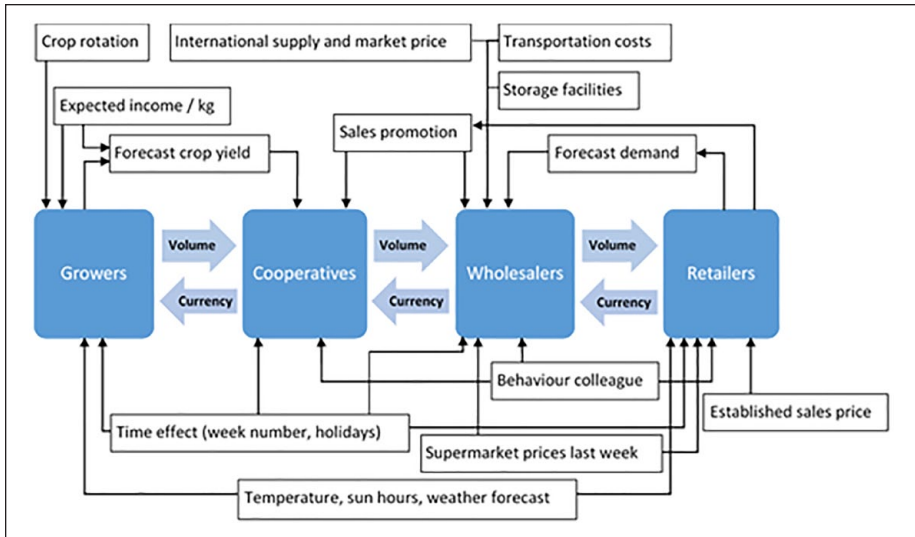 Crop rotation
International supply and market price
Transportation costs
Expected income / kg
Storage facilities
Sales promotion
Forecast crop yield
Forecast demand
Volume
Volume
Volume
Growers
Cooperatives
Wholesalers
Retailers
Currency
Currency
Currency
Behaviour colleague
Established sales price
Time effect (week number, holidays)
Supermarket prices last week
Temperature, sun hours, weather forecast